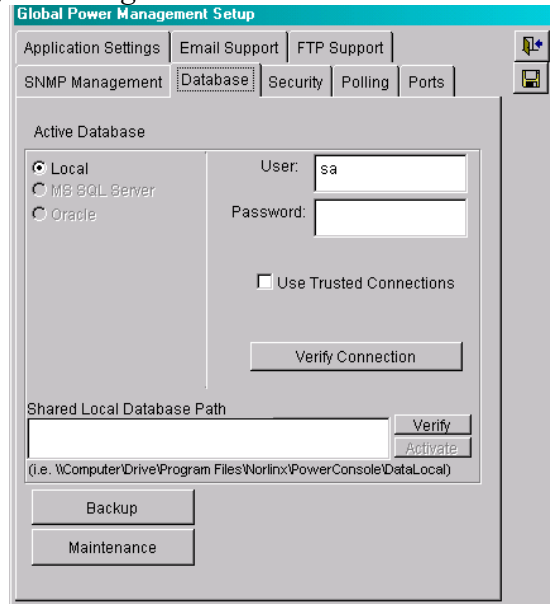 Global Power Management Setup
Application Settings Email Support FTP Support
SNMP Management Database Security Polling Ports
Active Database
Local User: sa
MS SQL Server
Oracle Password:
Use Trusted Connections
Verify Connection
Shared Local Database Path
Verify
Activate
(i.e. \\Computer\Drive\Program Files\Norlinx\PowerConsole\DataLocal)
Backup
Maintenance